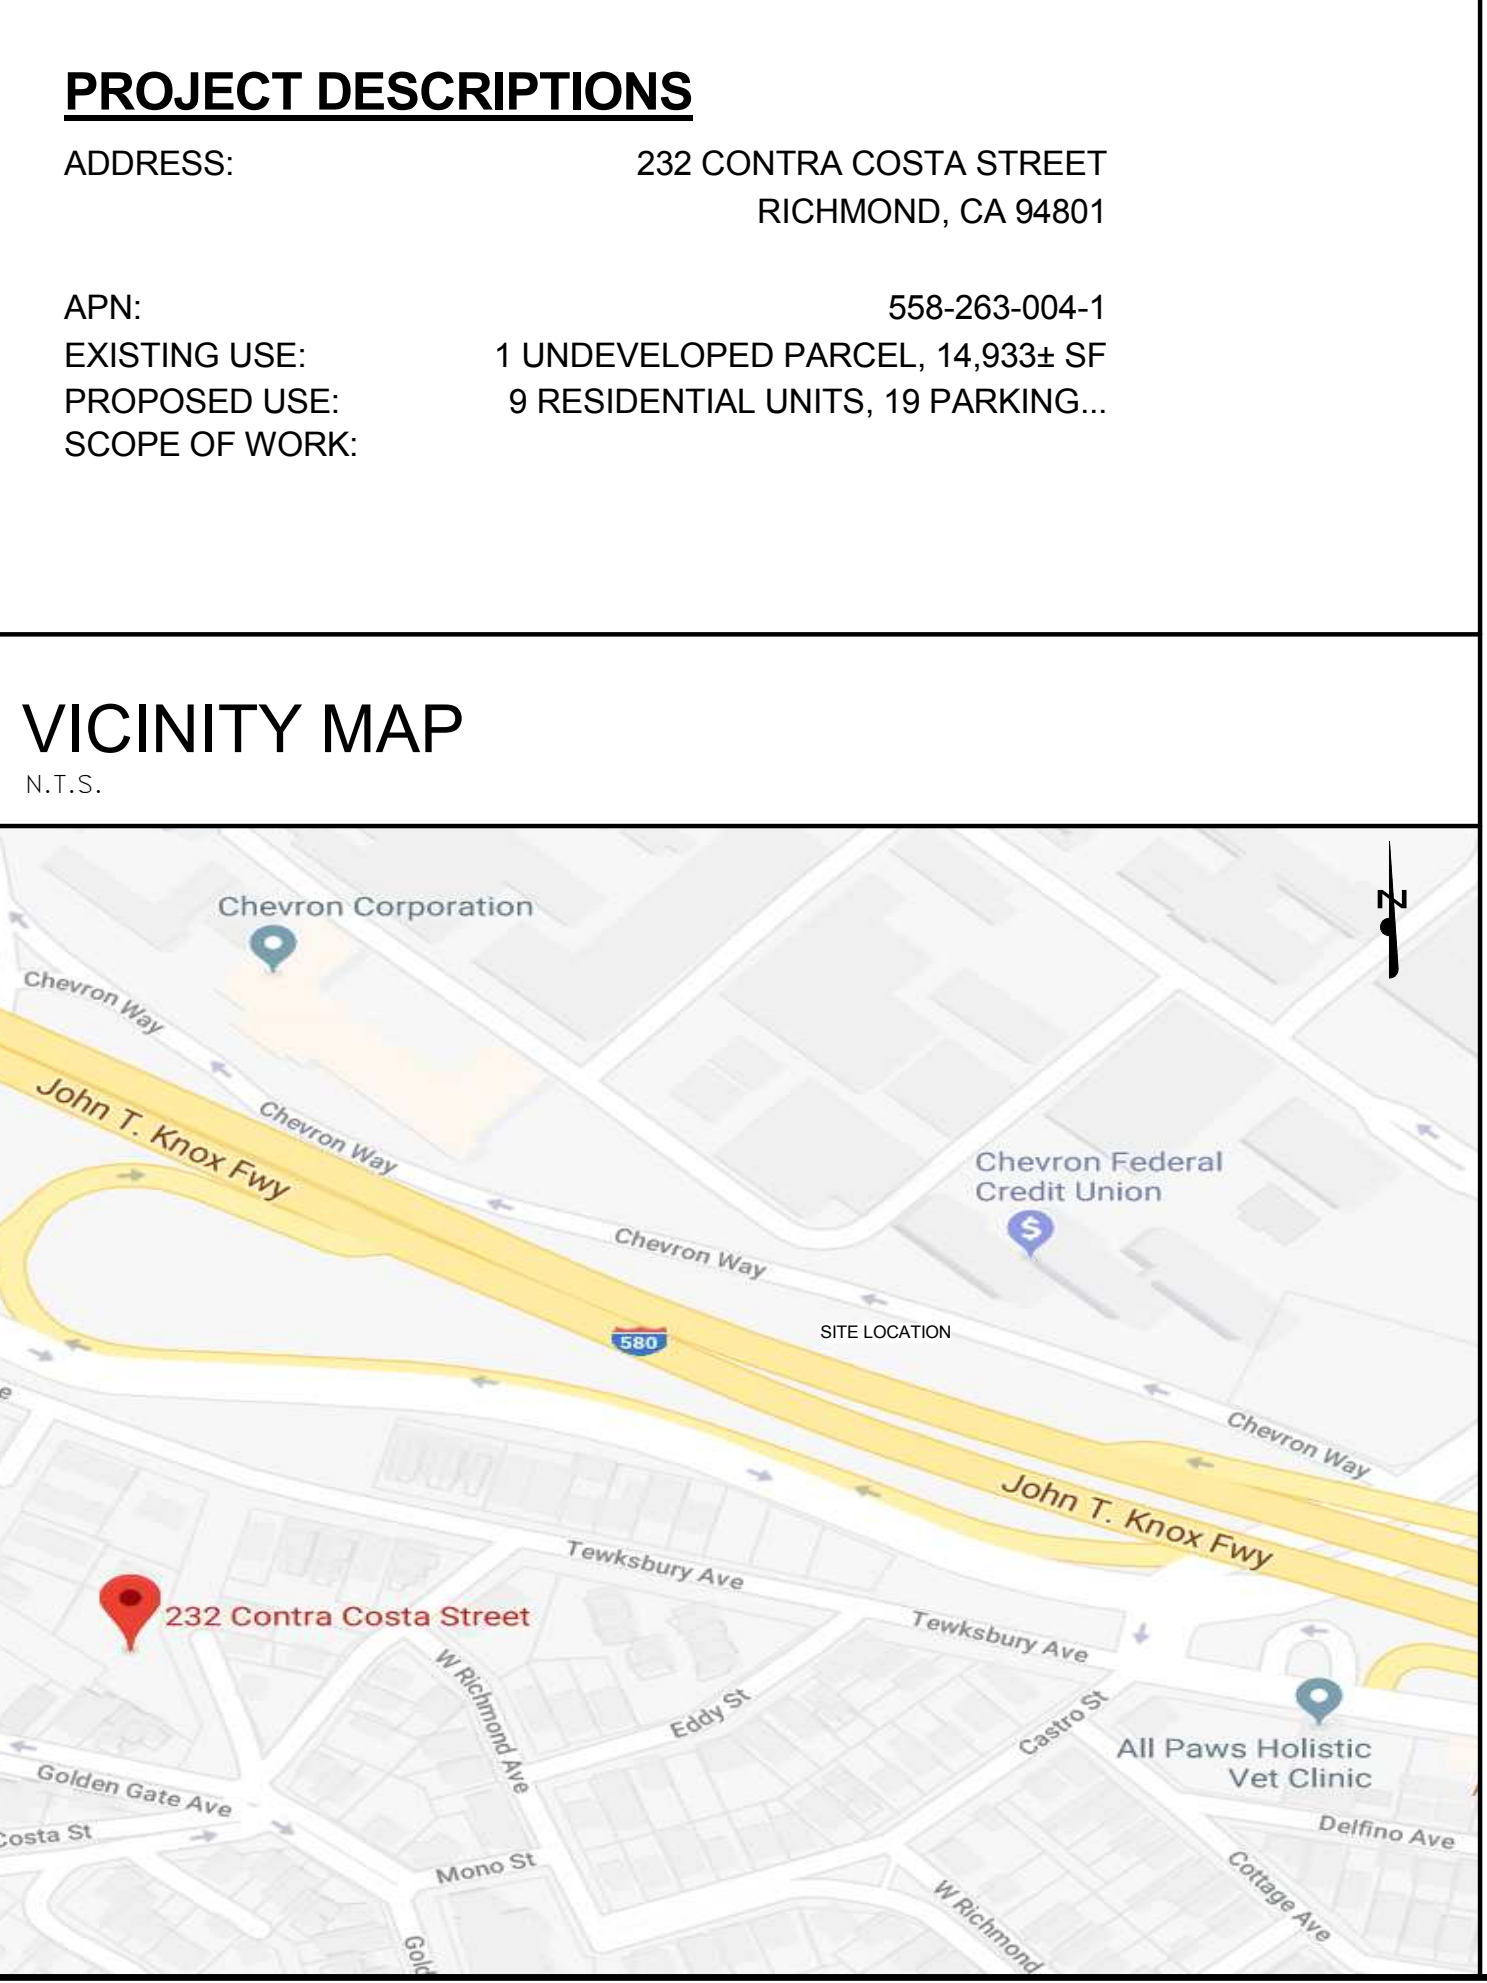 PROJECT DESCRIPTIONS
ADDRESS: 232 CONTRA COSTA STREET
RICHMOND, CA 94801
APN: 558-263-004-1
EXISTING USE: 1 UNDEVELOPED PARCEL, 14,933± SF
PROPOSED USE: 9 RESIDENTIAL UNITS, 19 PARKING...
SCOPE OF WORK:
VICINITY MAP
N.T.S.
N
Chevron Corporation
Chevron Way
John T. Knox Fwy
Chevron Way
Chevron Federal
Credit Union
$
Chevron Way
SITE LOCATION
580
e
Chevron Way
John T. Knox Fwy
Tewksbury Ave
232 Contra Costa Street
Tewksbury Ave
W Richmond Ave
Eddy St
Castro St
All Paws Holistic
Vet Clinic
Golden Gate Ave
Costa St
Delfino Ave
Mono St
Cottage Ave
W Richmond
Gold